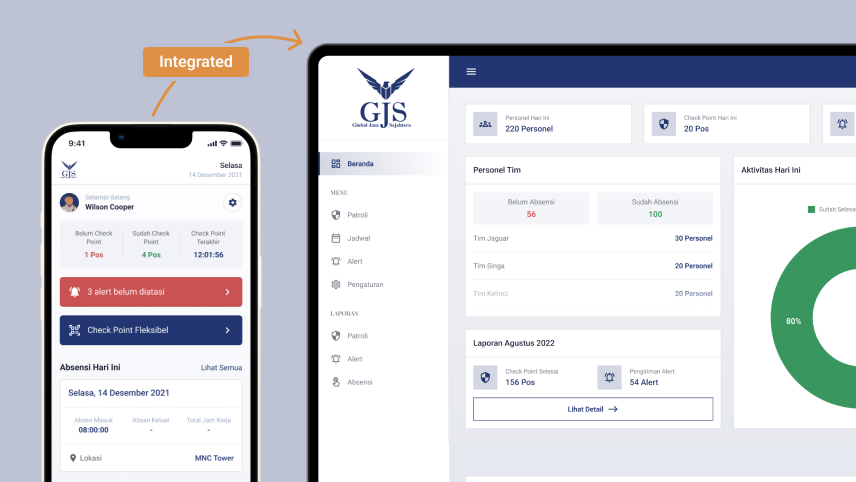 Integrated
9:41
GJS
Selasa
14 Desember 2021
Selamat datang
Wilson Cooper
Belum Check Point
Sudah Check Point
Check Point Terakhir
1 Pos
4 Pos
12:01:56
3 alert belum diatasi
Check Point Fleksibel
Absensi Hari Ini
Lihat Semua
Selasa, 14 Desember 2021
Absen Masuk
Absen Keluar
Total Jam Kerja
08:00:00
-
-
Lokasi
MNC Tower
GJS
Global Jasa Sejahtera
Beranda
MENU
Patroli
Jadwal
Alert
Pengaturan
LAPORAN
Patroli
Alert
Absensi
Personel Hari Ini
220 Personel
Check Point Hari Ini
20 Pos
Personel Tim
Belum Absensi
56
Sudah Absensi
100
Tim Jaguar
30 Personel
Tim Singa
20 Personel
Tim Kelinci
20 Personel
Laporan Agustus 2022
Check Point Selesai
156 Pos
Pengiriman Alert
54 Alert
Lihat Detail
Aktivitas Hari Ini
Sudah Selesai
80%